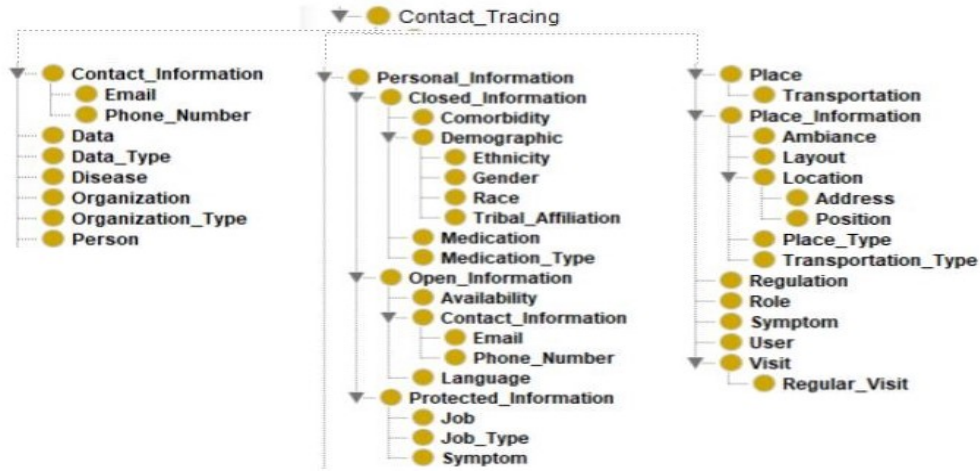 Contact_Tracing
Contact_Information
Email
Phone_Number
Data
Data_Type
Disease
Organization
Organization_Type
Person
Personal_Information
Closed_Information
Comorbidity
Demographic
Ethnicity
Gender
Race
Tribal_Affiliation
Medication
Medication_Type
Open_Information
Availability
Contact_Information
Email
Phone_Number
Language
Protected_Information
Job
Job_Type
Symptom
Place
Transportation
Place_Information
Ambiance
Layout
Location
Address
Position
Place_Type
Transportation_Type
Regulation
Role
Symptom
User
Visit
Regular_Visit